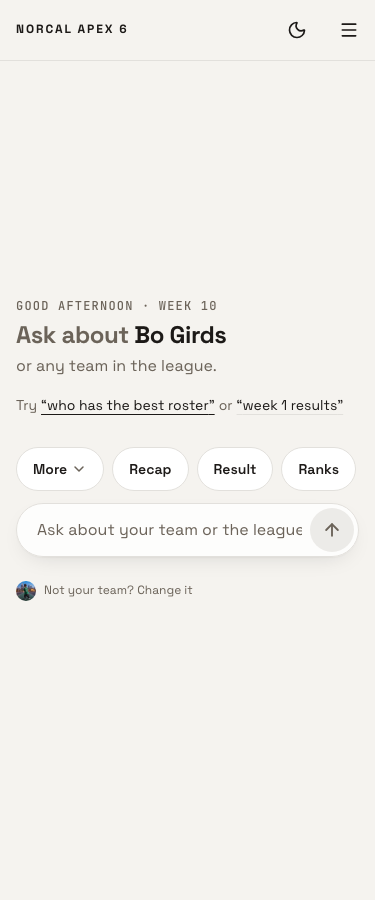 NORCAL APEX 6
GOOD AFTERNOON · WEEK 10
Ask about Bo Girds
or any team in the league.
Try “who has the best roster” or “week 1 results”
More Recap Result Ranks
Ask about your team or the league
Not your team? Change it